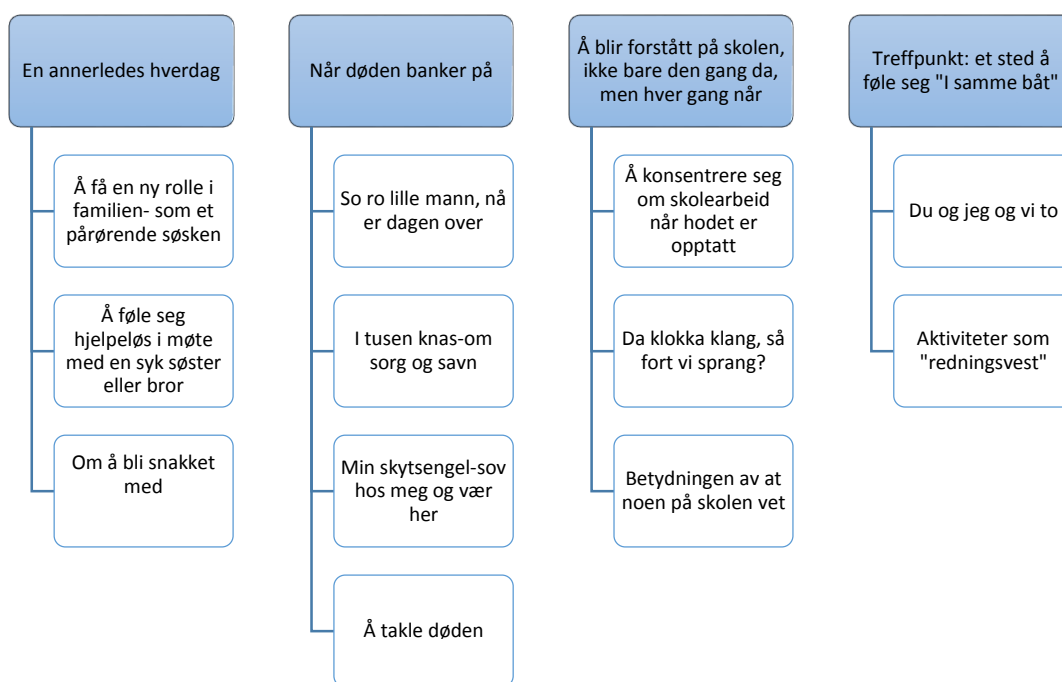 En annerledes hverdag
Å få en ny rolle i
familien- som et
pårørende søsken
Å føle seg
hjelpeløs i møte
med en syk søster
eller bror
Om å bli snakket
med
Når døden banker på
So ro lille mann, nå
er dagen over
I tusen knas-om
sorg og savn
Min skytsengel-sov
hos meg og vær
her
Å takle døden
Å blir forstått på skolen,
ikke bare den gang da,
men hver gang når
Å konsentrere seg
om skolearbeid
når hodet er
opptatt
Da klokka klang, så
fort vi sprang?
Betydningen av at
noen på skolen vet
Treffpunkt: et sted å
føle seg "I samme båt"
Du og jeg og vi to
Aktiviteter som
"redningsvest"